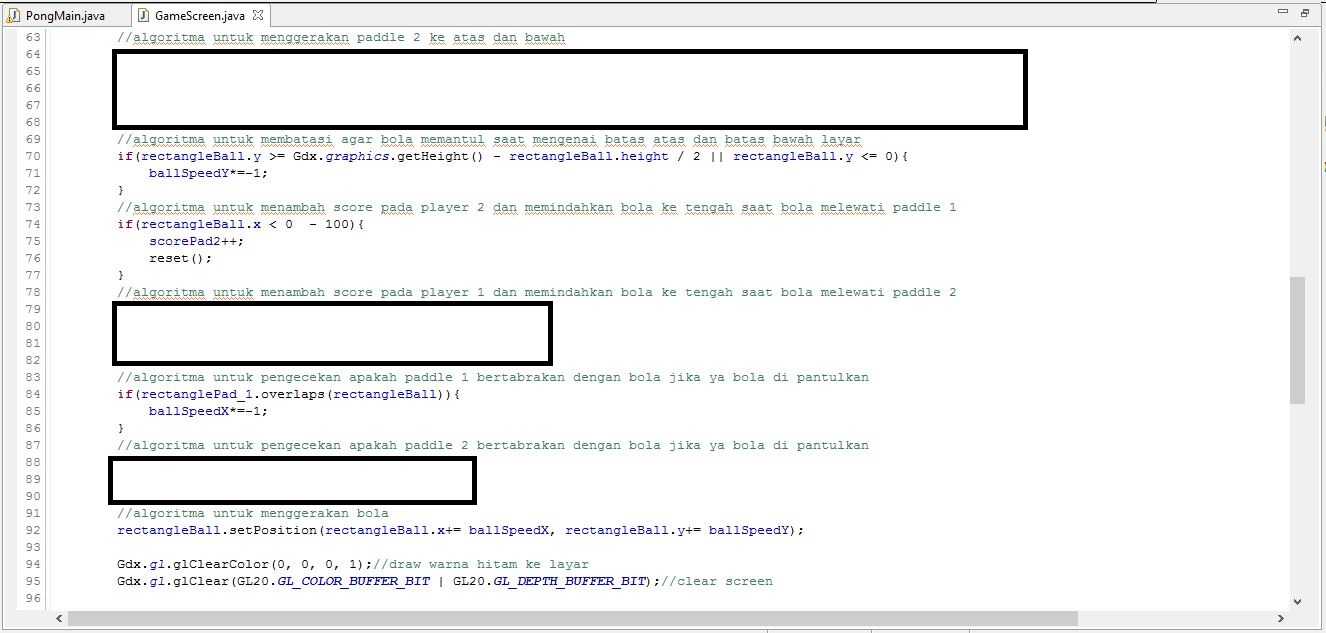 PongMain.java
GameScreen.java
63 //algoritma untuk menggerakan paddle 2 ke atas dan bawah
64
65
66
67
68
69 //algoritma untuk membatasi agar bola memantul saat mengenai batas atas dan batas bawah layar
70 if(rectangleBall.y >= Gdx.graphics.getHeight() - rectangleBall.height / 2 || rectangleBall.y <= 0){
71 ballSpeedY*=-1;
72 }
73 //algoritma untuk menambah score pada player 2 dan memindahkan bola ke tengah saat bola melewati paddle 1
74 if(rectangleBall.x < 0  - 100){
75 scorePad2++;
76 reset();
77 }
78 //algoritma untuk menambah score pada player 1 dan memindahkan bola ke tengah saat bola melewati paddle 2
79
80
81
82
83 //algoritma untuk pengecekan apakah paddle 1 bertabrakan dengan bola jika ya bola di pantulkan
84 if(rectanglePad_1.overlaps(rectangleBall)){
85 ballSpeedX*=-1;
86 }
87 //algoritma untuk pengecekan apakah paddle 2 bertabrakan dengan bola jika ya bola di pantulkan
88
89
90
91 //algoritma untuk menggerakan bola
92 rectangleBall.setPosition(rectangleBall.x+= ballSpeedX, rectangleBall.y+= ballSpeedY);
93
94 Gdx.gl.glClearColor(0, 0, 0, 1);//draw warna hitam ke layar
95 Gdx.gl.glClear(GL20.GL_COLOR_BUFFER_BIT | GL20.GL_DEPTH_BUFFER_BIT);//clear screen
96